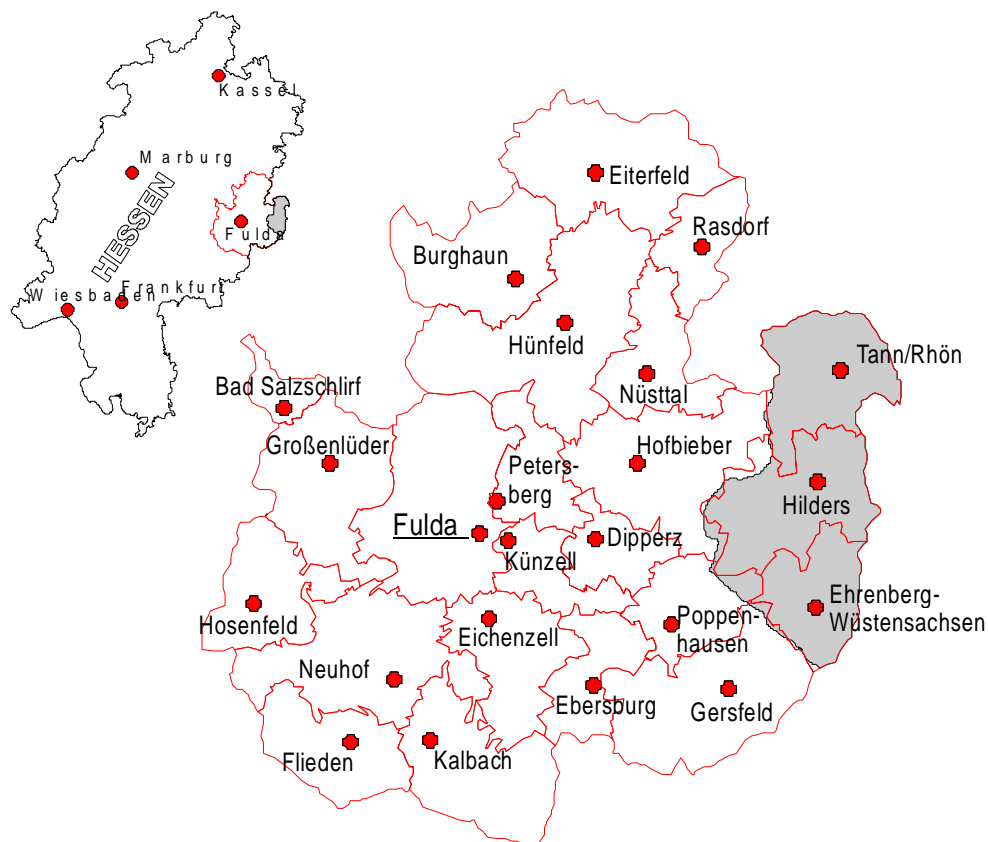 Kassel
Marburg
HESSEN
Fulda
Wiesbaden
Frankfurt
Eiterfeld
Rasdorf
Burghaun
Hünfeld
Tann/Rhön
Nüsttal
Bad Salzschlirf
Großenlüder
Hofbieber
Peters-
berg
Hilders
Fulda
Künzell
Dipperz
Ehrenberg-
Wüstensachsen
Hosenfeld
Eichenzell
Poppen-
hausen
Neuhof
Ebersburg
Gersfeld
Flieden
Kalbach